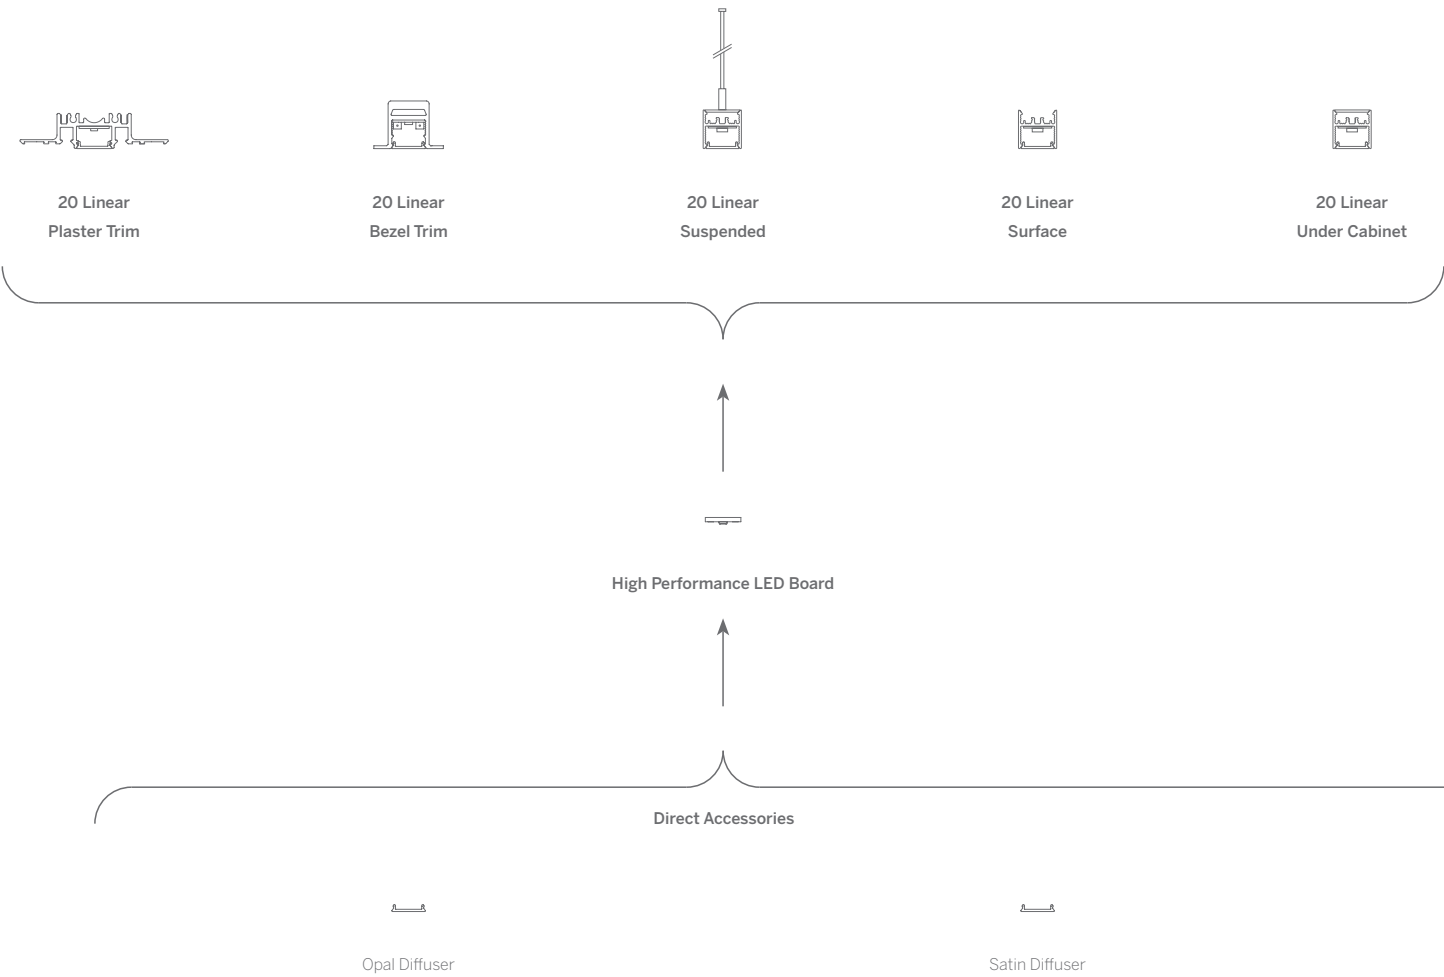 20 Linear
Plaster Trim
20 Linear
Bezel Trim
20 Linear
Suspended
20 Linear
Surface
20 Linear
Under Cabinet
High Performance LED Board
Direct Accessories
Opal Diffuser
Satin Diffuser